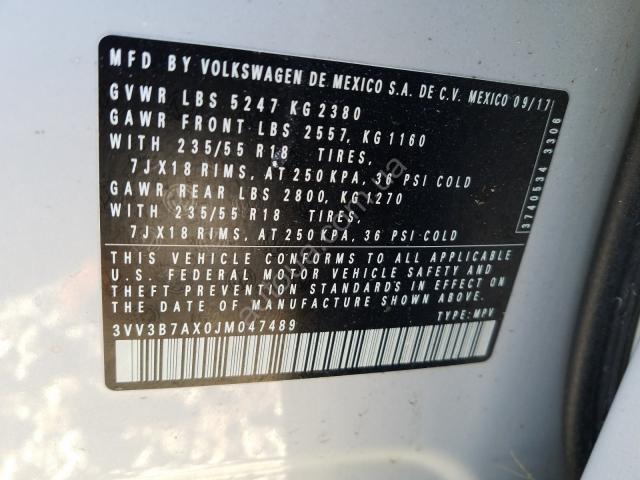 MFD BY VOLKSWAGEN DE MEXICO S.A. DE C.V. MEXICO 09/17
GVWR LBS 5247 KG 2380
GAWR FRONT LBS 2557, KG 1160
WITH 235/55 R18 TIRES,
7JX18 RIMS, AT 250 KPA, 36 PSI COLD
GAWR REAR LBS 2800, KG 1270
WITH 235/55 R18 TIRES,
7JX18 RIMS, AT 250 KPA, 36 PSI COLD
THIS VEHICLE CONFORMS TO ALL APPLICABLE
U.S. FEDERAL MOTOR VEHICLE SAFETY AND
THEFT PREVENTION STANDARDS IN EFFECT ON
THE DATE OF MANUFACTURE SHOWN ABOVE.
3VV3B7AX0JM047489 TYPE: MPV
3740534 3306